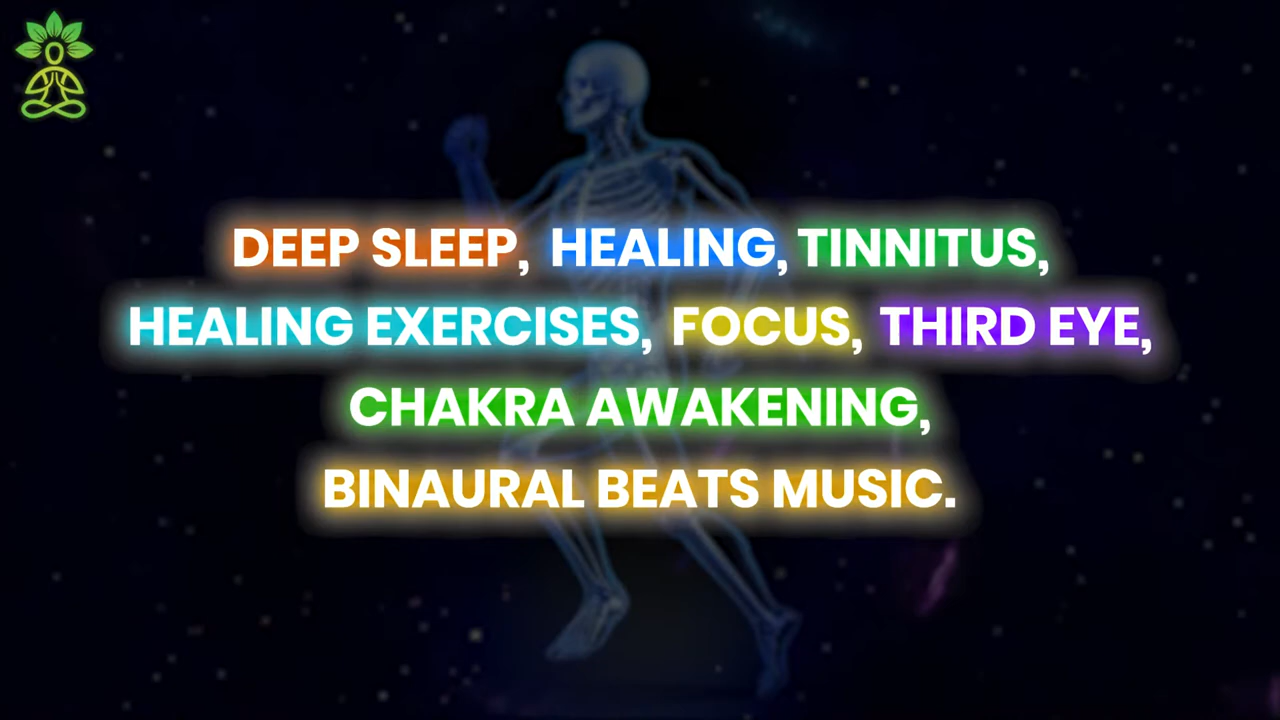 DEEP SLEEP, HEALING, TINNITUS,
HEALING EXERCISES, FOCUS, THIRD EYE,
CHAKRA AWAKENING,
BINAURAL BEATS MUSIC.